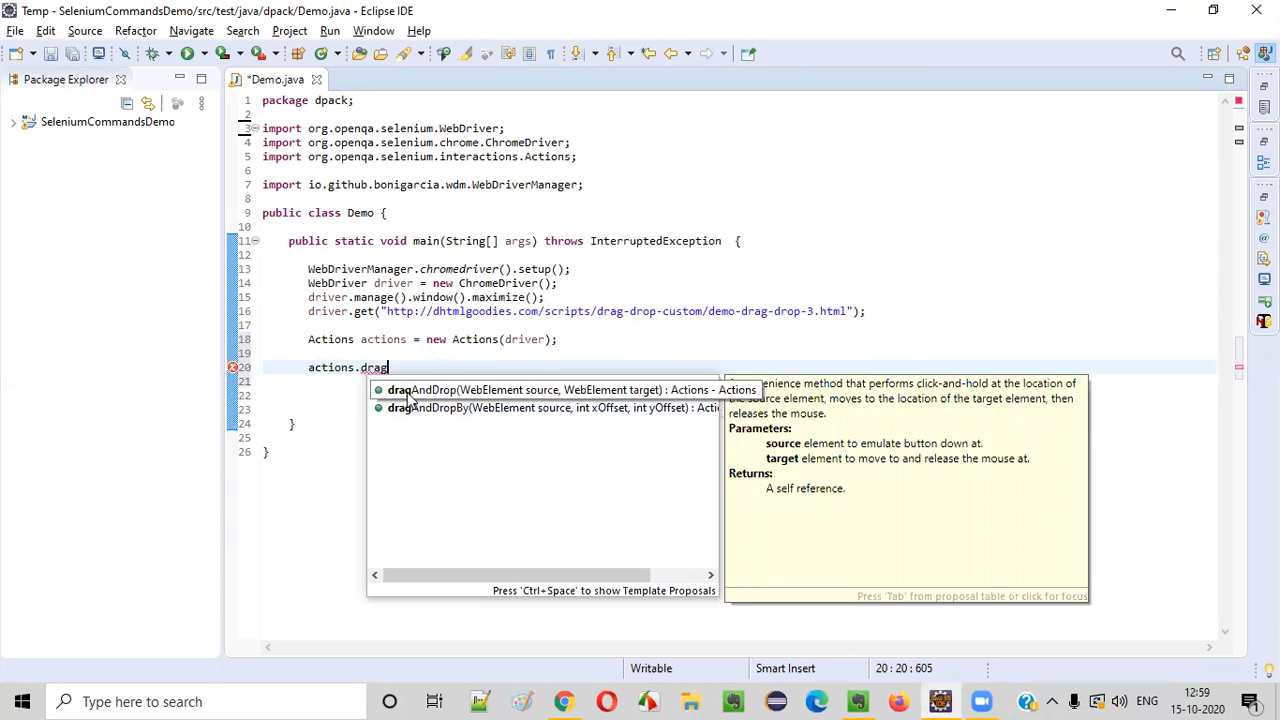 Temp - SeleniumCommandsDemo/src/test/java/dpack/Demo.java - Eclipse IDE
File Edit Source Refactor Navigate Search Project Run Window Help
Package Explorer
*Demo.java
SeleniumCommandsDemo
1 package dpack;
2
3 import org.openqa.selenium.WebDriver;
4 import org.openqa.selenium.chrome.ChromeDriver;
5 import org.openqa.selenium.interactions.Actions;
6
7 import io.github.bonigarcia.wdm.WebDriverManager;
8
9 public class Demo {
10
11 public static void main(String[] args) throws InterruptedException {
12
13 WebDriverManager.chromedriver().setup();
14 WebDriver driver = new ChromeDriver();
15 driver.manage().window().maximize();
16 driver.get("http://dhtmlgoodies.com/scripts/drag-drop-custom/demo-drag-drop-3.html");
17
18 Actions actions = new Actions(driver);
19
20 actions.drag
21
22
23
24 }
25
26 }
dragAndDrop(WebElement source, WebElement target) : Actions - Actions
dragAndDropBy(WebElement source, int xOffset, int yOffset) : Actio
Press 'Ctrl+Space' to show Template Proposals
convenience method that performs click-and-hold at the location of
the source element, moves to the location of the target element, then
releases the mouse.
Parameters:
source element to emulate button down at.
target element to move to and release the mouse at.
Returns:
A self reference.
Press 'Tab' from proposal table or click for focus
Writable
Smart Insert
20 : 20 : 605
Type here to search
ENG
12:59
15-10-2020